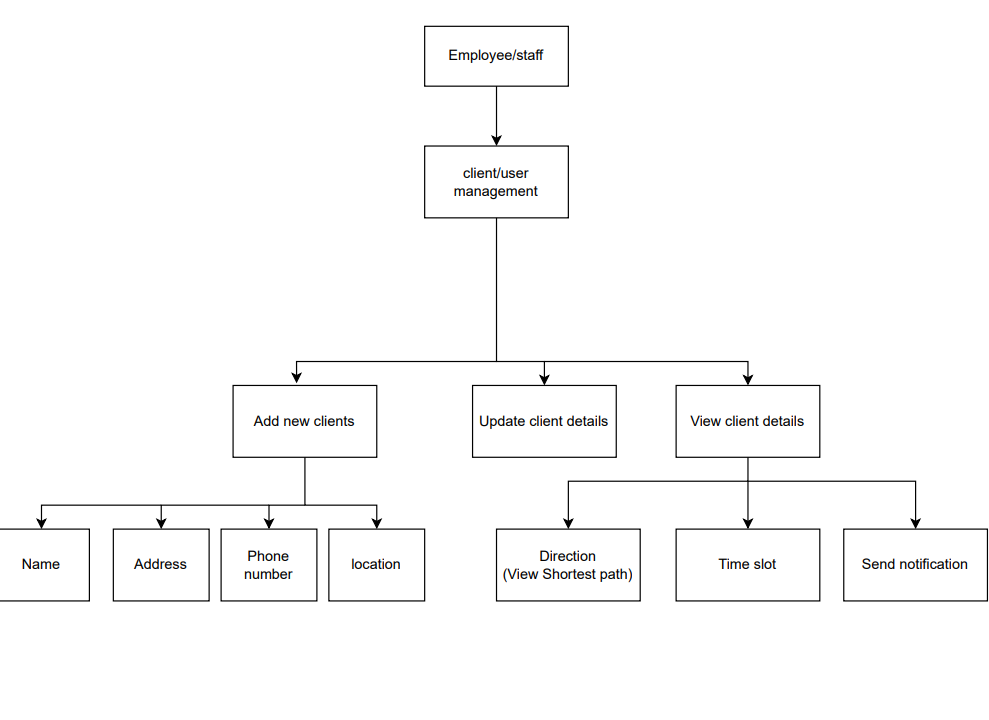 Employee/staff
client/user
management
Add new clients
Update client details
View client details
Name
Address
Phone
number
location
Direction
(View Shortest path)
Time slot
Send notification